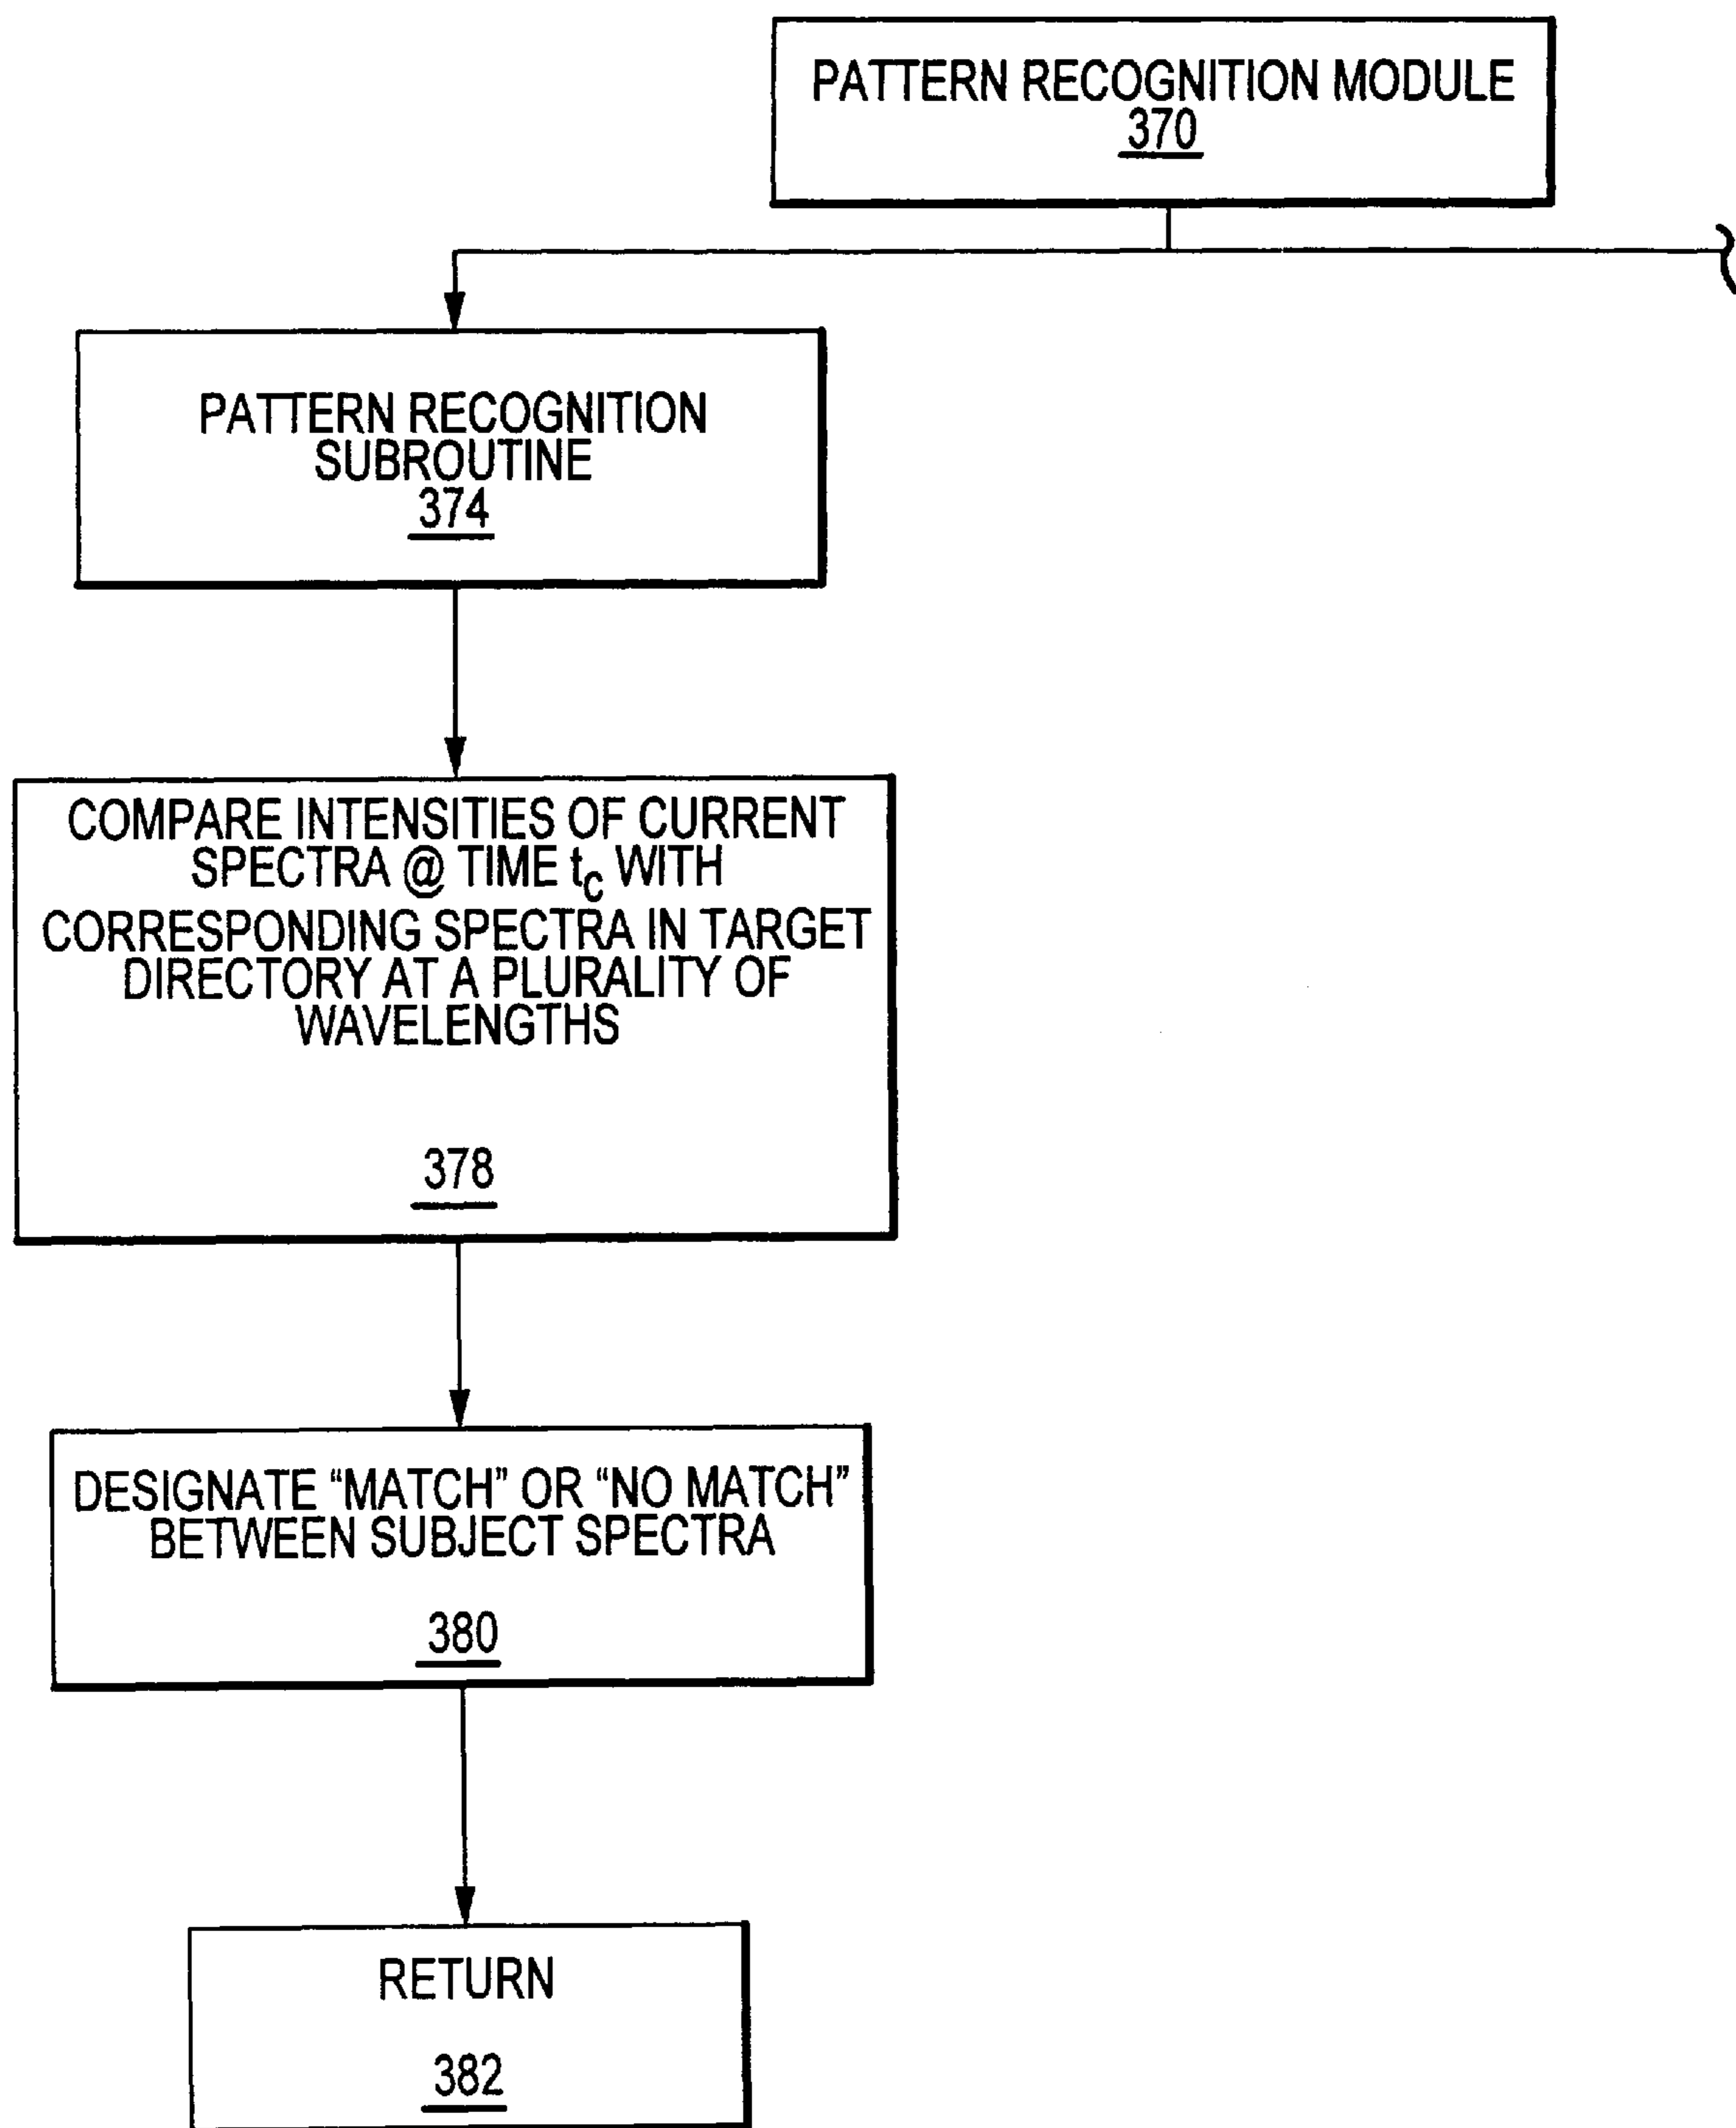 PATTERN RECOGNITION MODULE
370
PATTERN RECOGNITION
SUBROUTINE
374
COMPARE INTENSITIES OF CURRENT
SPECTRA @ TIME tC WITH
CORRESPONDING SPECTRA IN TARGET
DIRECTORY AT A PLURALITY OF
WAVELENGTHS
378
DESIGNATE “MATCH” OR “NO MATCH”
BETWEEN SUBJECT SPECTRA
380
RETURN
382